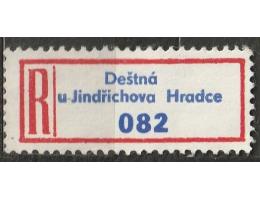 R
Deštná
u Jindřichova Hradce
082